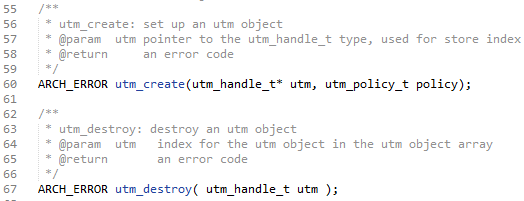 55 /**
56 * utm_create: set up an utm object
57 * @param utm pointer to the utm_handle_t type, used for store index
58 * @return an error code
59 */
60 ARCH_ERROR utm_create(utm_handle_t* utm, utm_policy_t policy);
61
62 /**
63 * utm_destroy: destroy an utm object
64 * @param utm index for the utm object in the utm object array
65 * @return an error code
66 */
67 ARCH_ERROR utm_destroy( utm_handle_t utm );